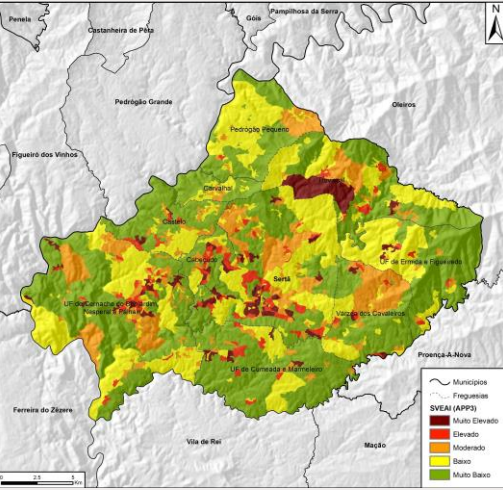 Penela
Castanheira de Pêra
Góis
Pampilhosa da Serra
N
Pedrógão Grande
Oleiros
Pedrógão Pequeno
Figueiró dos Vinhos
Carvalhal
Castelo
Cabeçudo
Sertã
UF de Ermida e Figueiredo
UF de Cernache do Bonjardim,
Nesperal e Palhais
Várzea dos Cavaleiros
UF de Cumeada e Marmeleiro
Proença-A-Nova
Ferreira do Zêzere
Vila de Rei
Mação
Municípios
Freguesias
SVEAI (APP3)
Muito Elevado
Elevado
Moderado
Baixo
Muito Baixo
0 2,5 5
Km